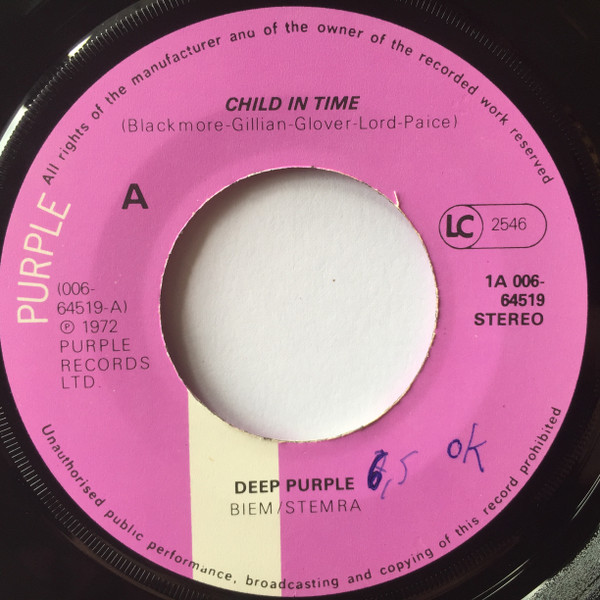 All rights of the manufacturer and of the owner of the recorded work reserved
CHILD IN TIME
(Blackmore-Gillian-Glover-Lord-Paice)
PURPLE
A
LC 2546
(006-
64519-A)
℗ 1972
PURPLE
RECORDS
LTD.
1A 006-
64519
STEREO
DEEP PURPLE
6,5 ok
BIEM/STEMRA
Unauthorised public performance, broadcasting and copying of this record prohibited